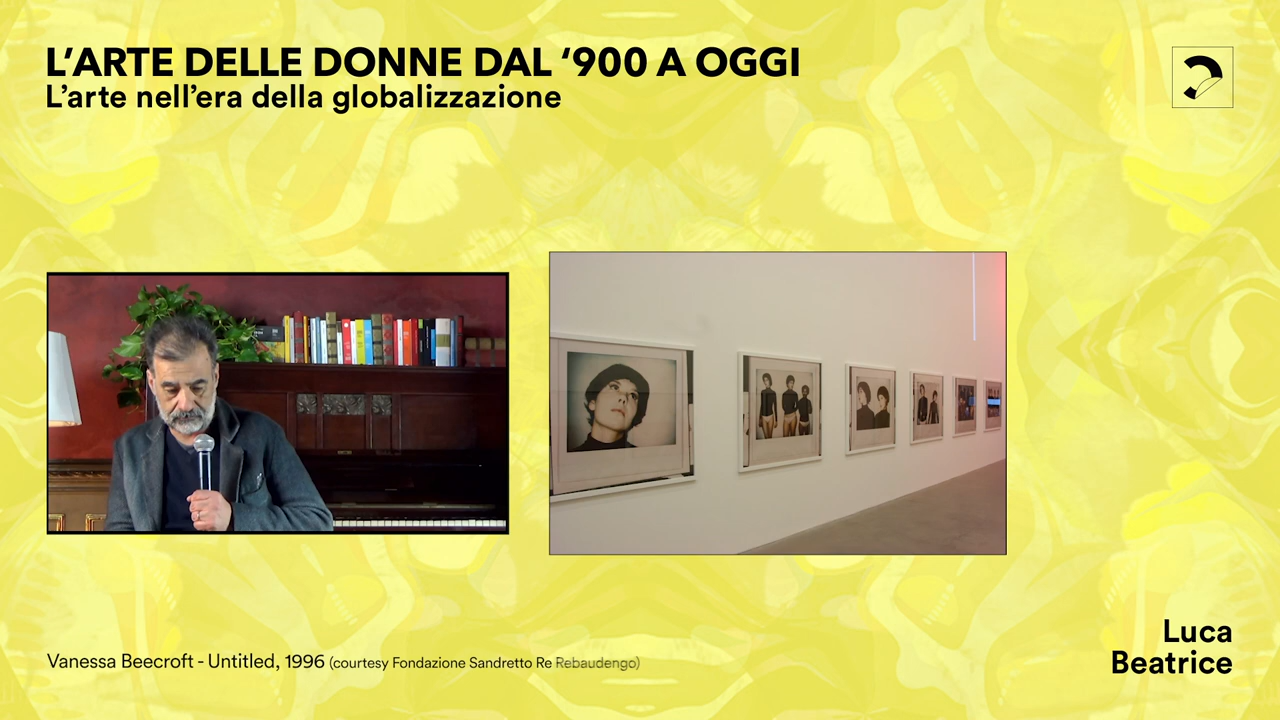 L’ARTE DELLE DONNE DAL ‘900 A OGGI
L’arte nell’era della globalizzazione
Vanessa Beecroft - Untitled, 1996 (courtesy Fondazione Sandretto Re Rebaudengo)
Luca
Beatrice